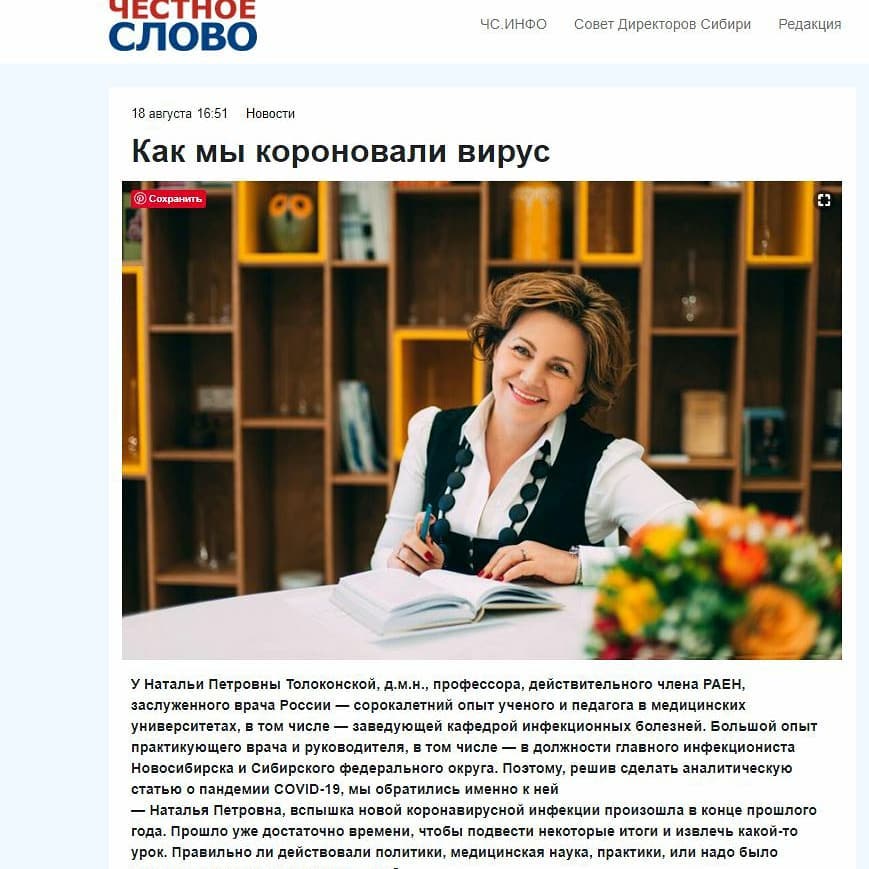 ЧЕСТНОЕ
СЛОВО
ЧС.ИНФО Совет Директоров Сибири Редакция
18 августа 16:51 Новости
Как мы короновали вирус
Сохранить
У Натальи Петровны Толоконской, д.м.н., профессора, действительного члена РАЕН,
заслуженного врача России — сорокалетний опыт ученого и педагога в медицинских
университетах, в том числе — заведующей кафедрой инфекционных болезней. Большой опыт
практикующего врача и руководителя, в том числе — в должности главного инфекциониста
Новосибирска и Сибирского федерального округа. Поэтому, решив сделать аналитическую
статью о пандемии COVID-19, мы обратились именно к ней
— Наталья Петровна, вспышка новой коронавирусной инфекции произошла в конце прошлого
года. Прошло уже достаточно времени, чтобы подвести некоторые итоги и извлечь какой-то
урок. Правильно ли действовали политики, медицинская наука, практики, или надо было